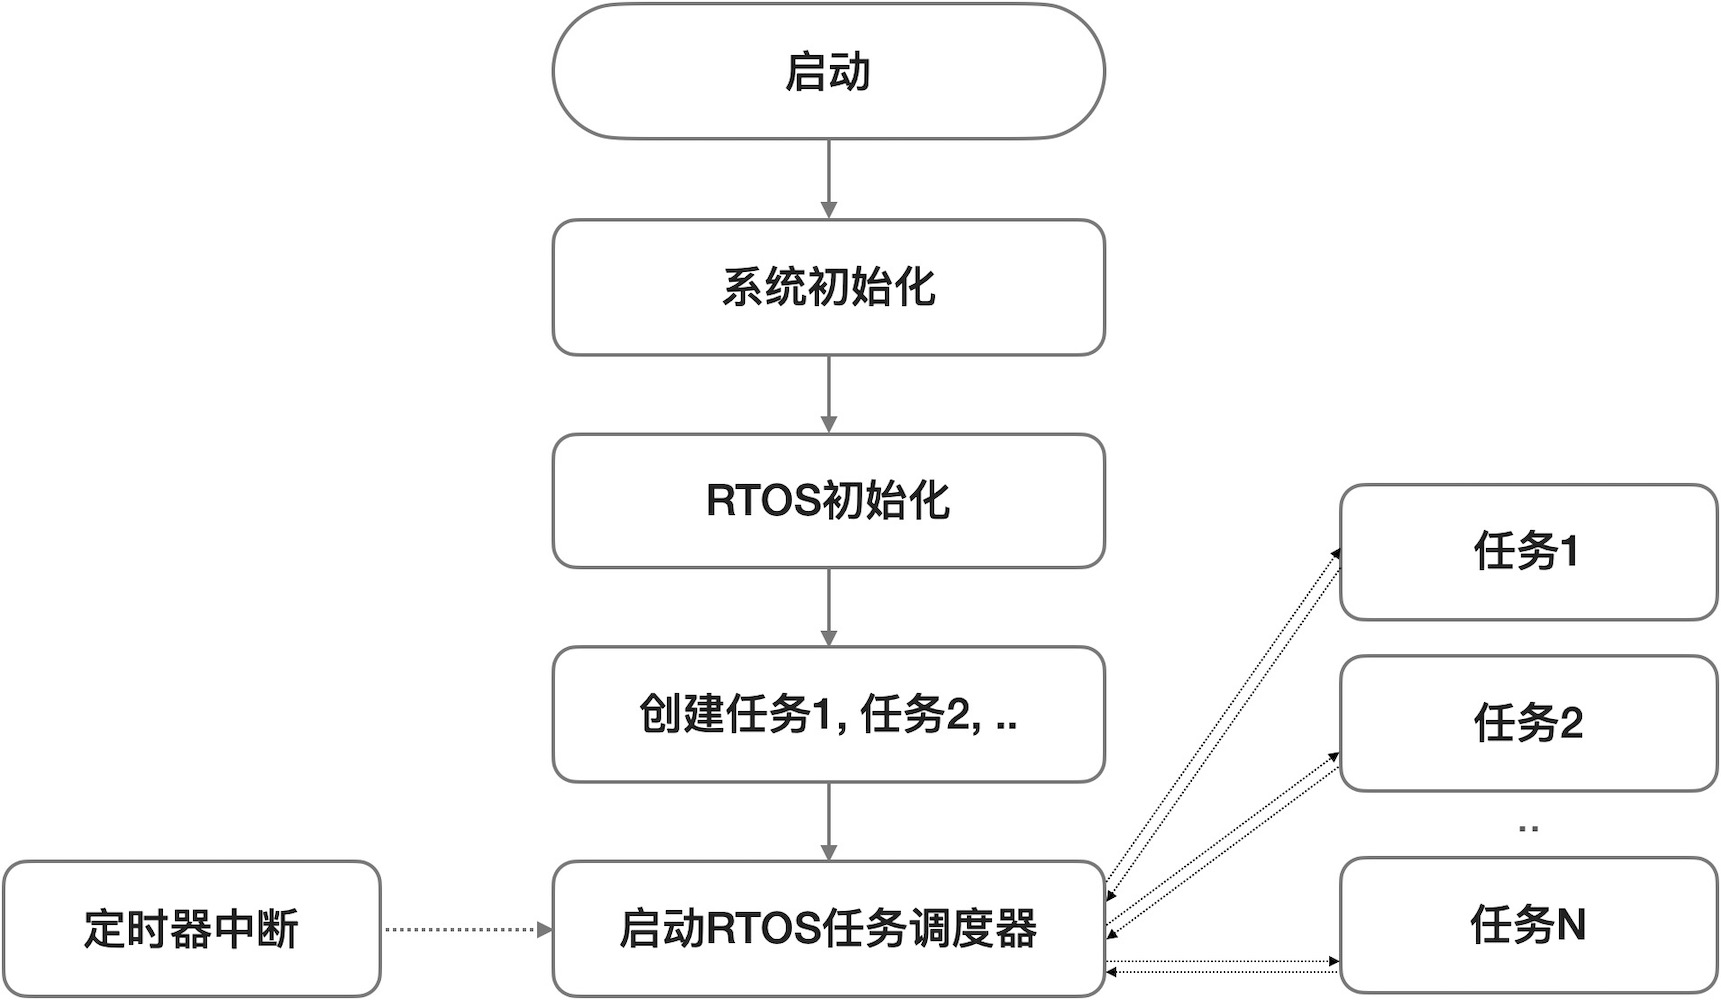 启动
系统初始化
RTOS初始化
创建任务1, 任务2, ..
启动RTOS任务调度器
定时器中断
任务1
任务2
..
任务N